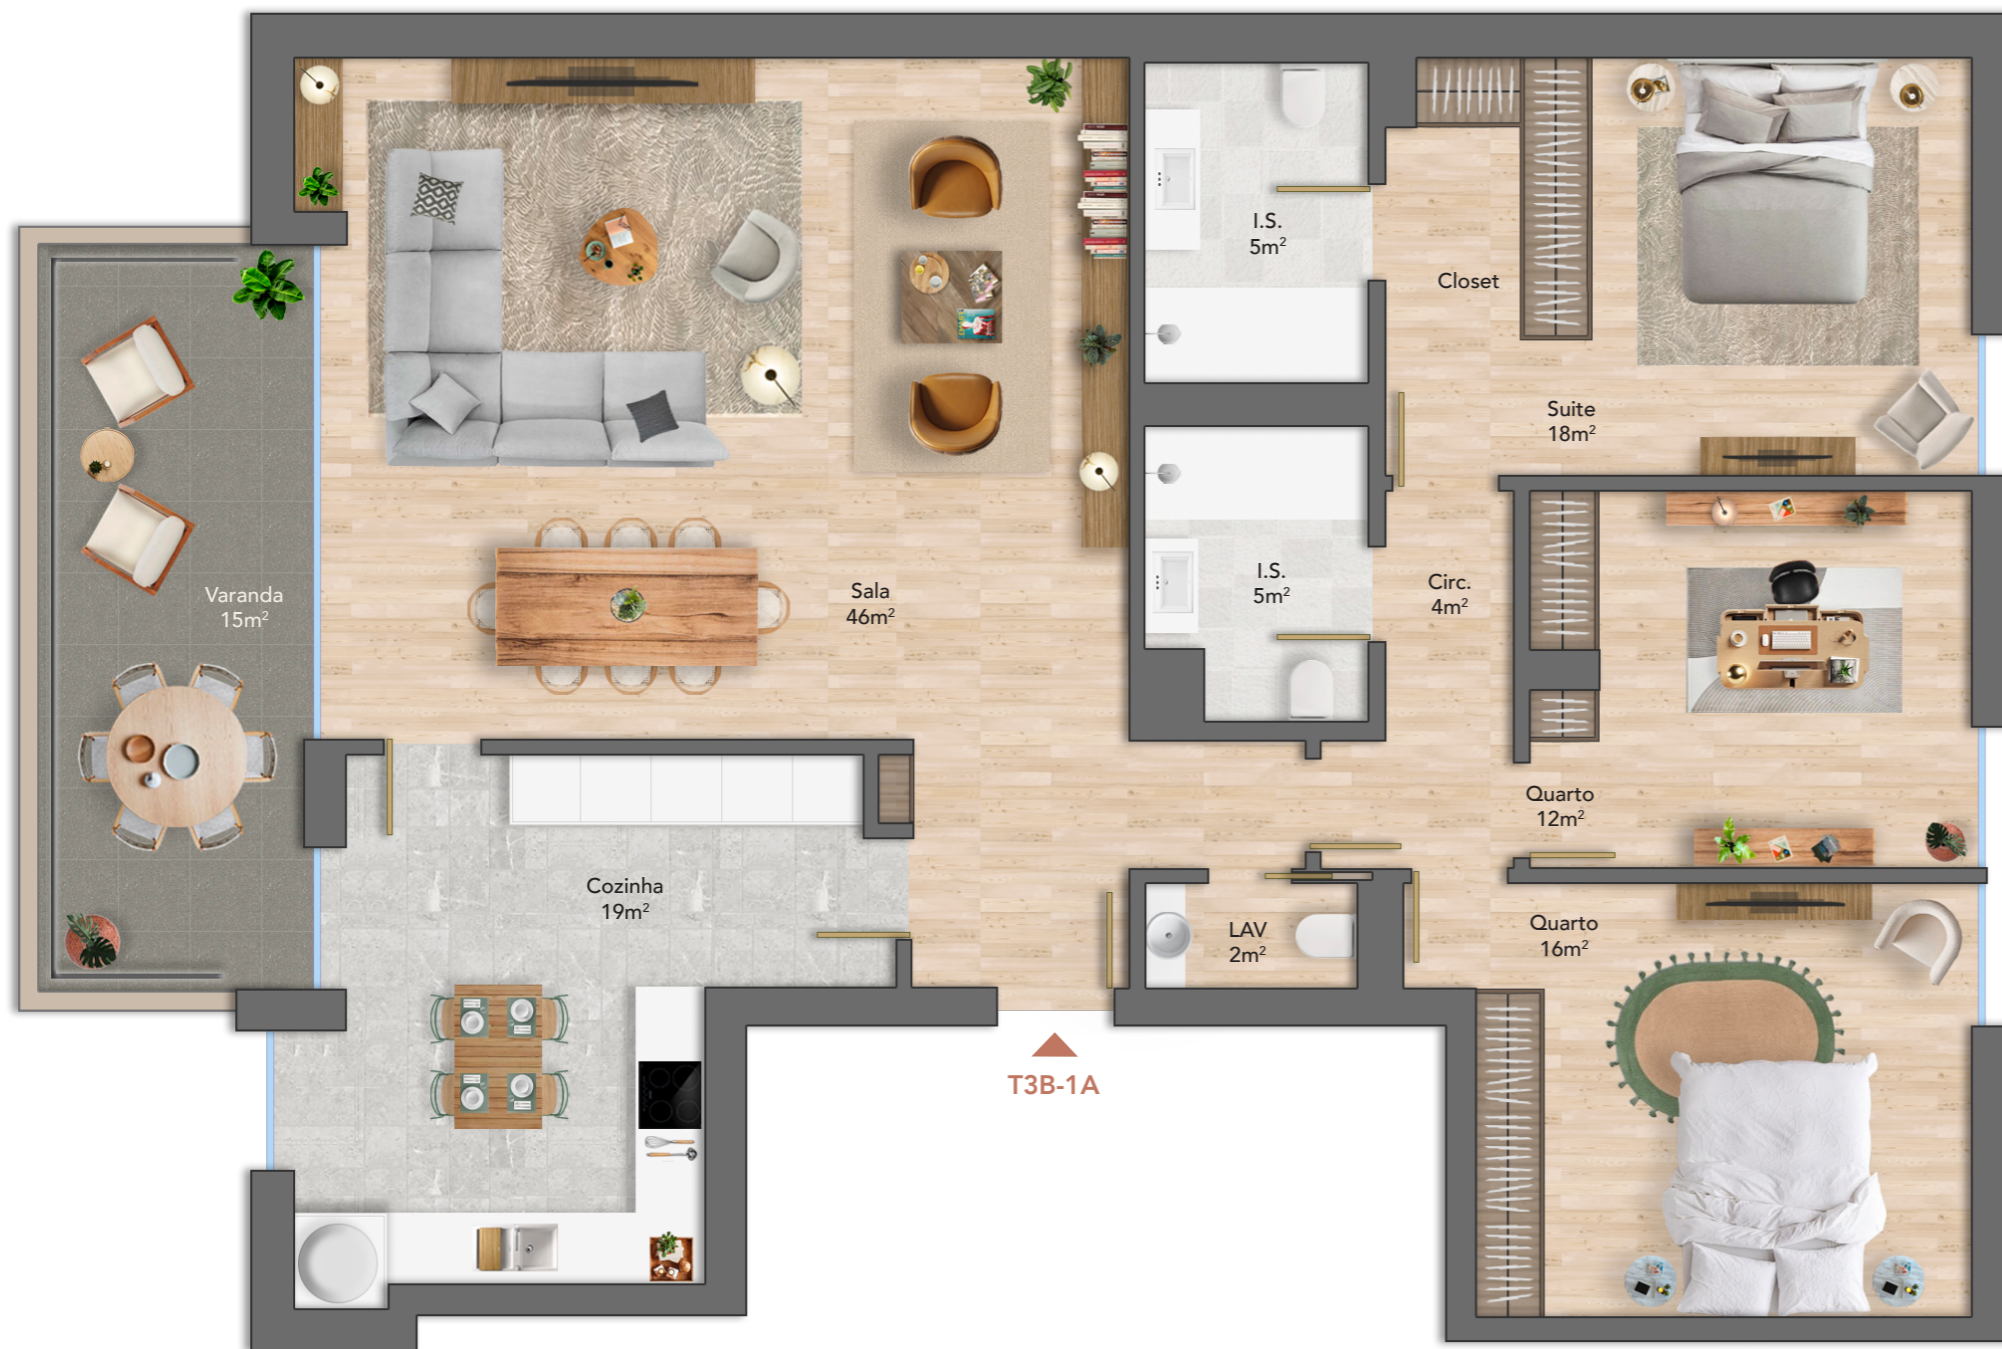 I.S.
5m²
Closet
Suite
18m²
Varanda
15m²
Sala
46m²
I.S.
5m²
Circ.
4m²
Quarto
12m²
Cozinha
19m²
LAV
2m²
Quarto
16m²
T3B-1A